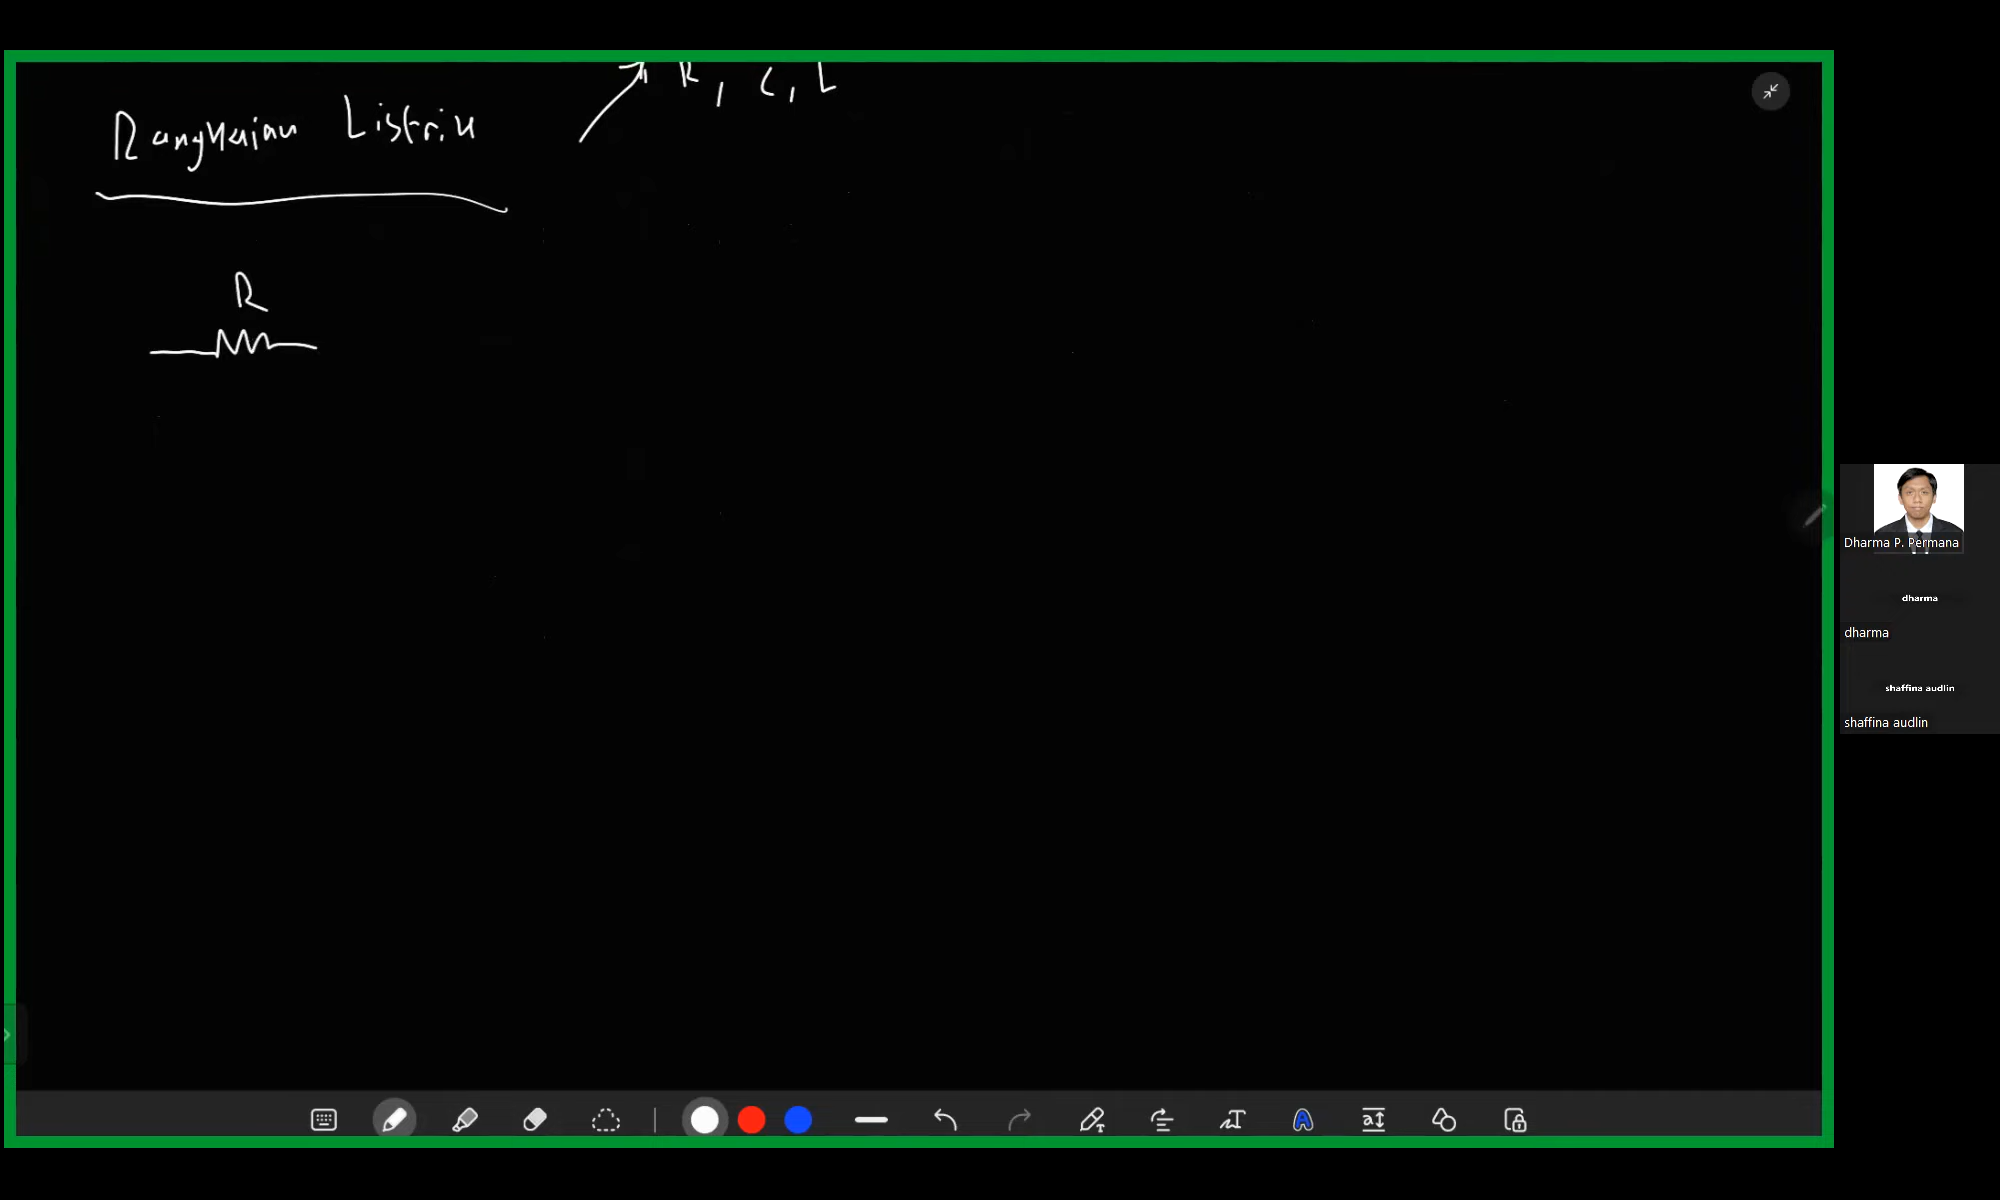 R, C, L
Rangkaian Listrik
R
Dharma P. Permana
dharma
dharma
shaffina audlin
shaffina audlin